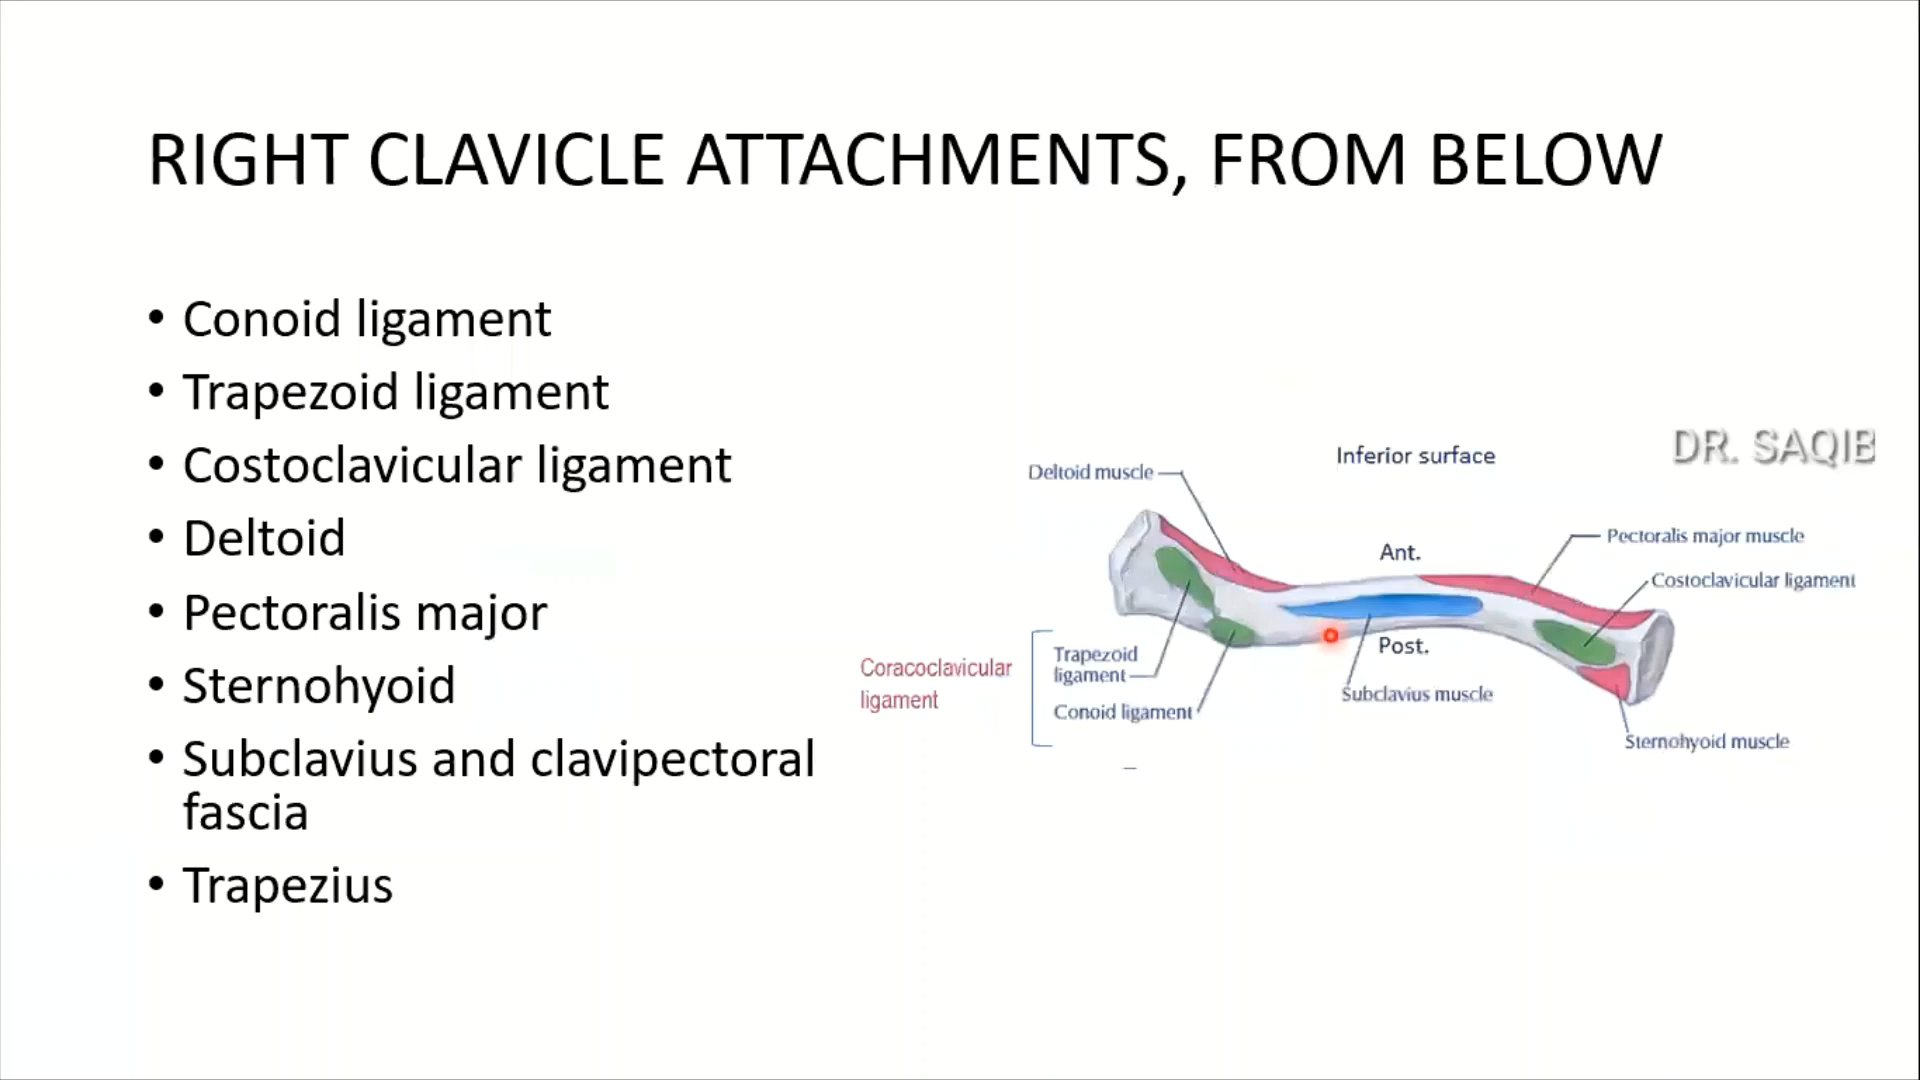 RIGHT CLAVICLE ATTACHMENTS, FROM BELOW
• Conoid ligament
• Trapezoid ligament
• Costoclavicular ligament
• Deltoid
• Pectoralis major
• Sternohyoid
• Subclavius and clavipectoral
fascia
• Trapezius
DR. SAQIB
Inferior surface
Deltoid muscle
Ant.
Pectoralis major muscle
Costoclavicular ligament
Coracoclavicular
ligament
Trapezoid
ligament
Conoid ligament
Post.
Subclavius muscle
Sternohyoid muscle